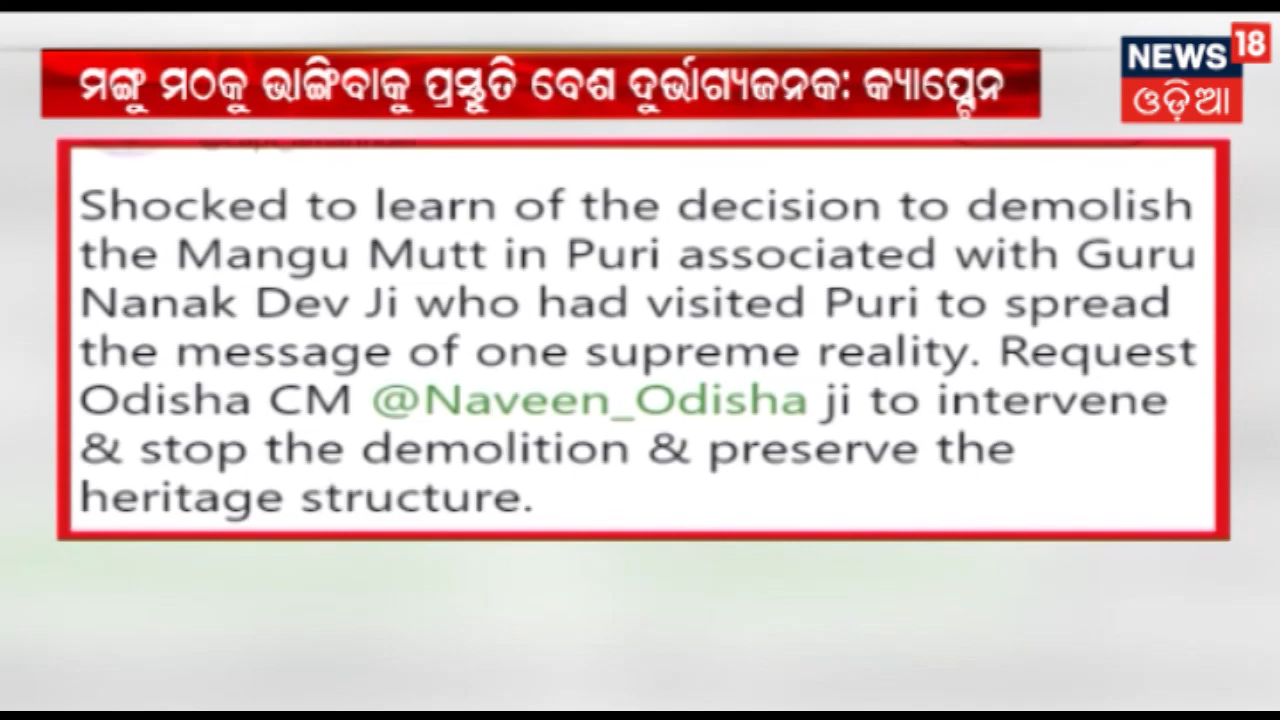 ମଙ୍ଗୁ ମଠକୁ ଭାଙ୍ଗିବାକୁ ପ୍ରସ୍ତୁତି ବେଶ ଦୁର୍ଭାଗ୍ୟଜନକ: କ୍ୟାପ୍ଟେନ
NEWS 18
ଓଡ଼ିଆ
Shocked to learn of the decision to demolish
the Mangu Mutt in Puri associated with Guru
Nanak Dev Ji who had visited Puri to spread
the message of one supreme reality. Request
Odisha CM @Naveen_Odisha ji to intervene
& stop the demolition & preserve the
heritage structure.